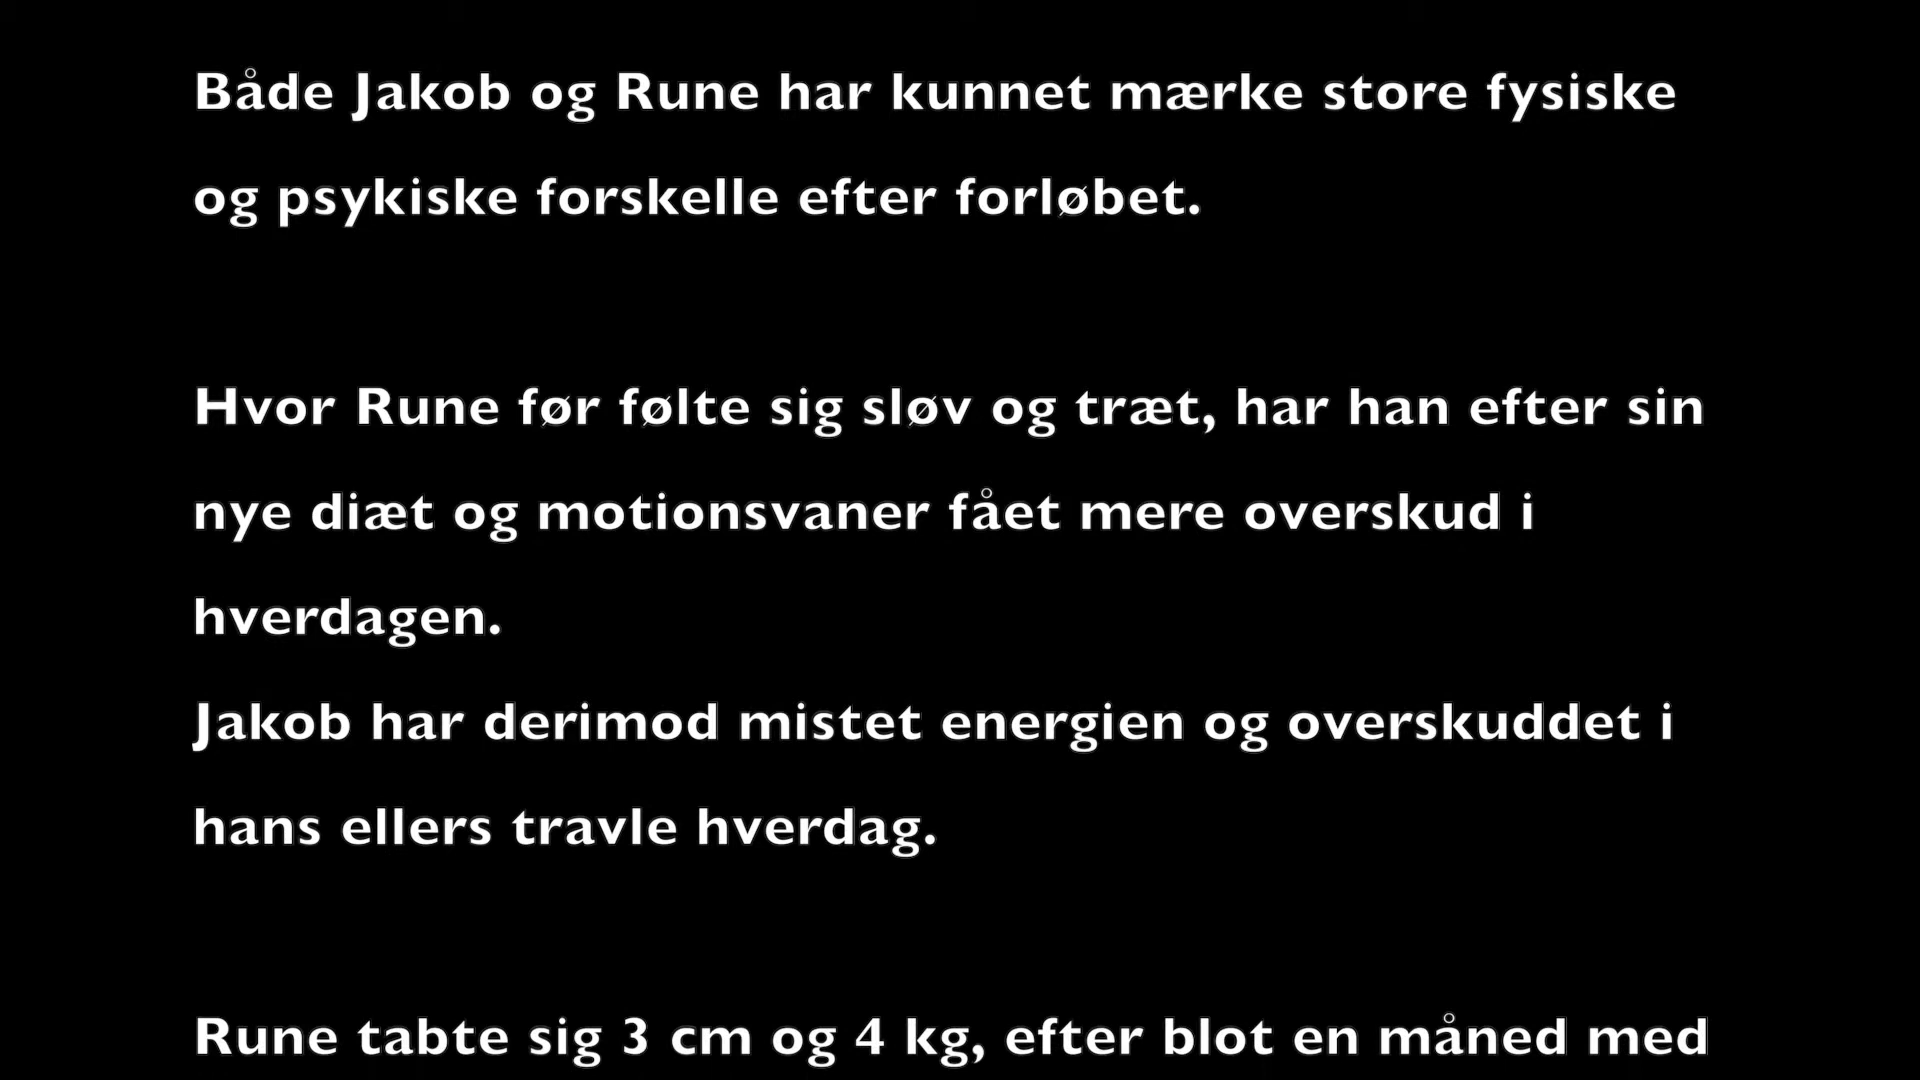 Både Jakob og Rune har kunnet mærke store fysiske
og psykiske forskelle efter forløbet.
Hvor Rune før følte sig sløv og træt, har han efter sin
nye diæt og motionsvaner fået mere overskud i
hverdagen.
Jakob har derimod mistet energien og overskuddet i
hans ellers travle hverdag.
Rune tabte sig 3 cm og 4 kg, efter blot en måned med